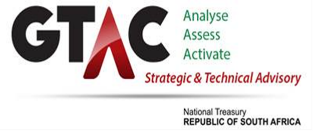 GTAC
Analyse
Assess
Activate
Strategic & Technical Advisory
National Treasury
REPUBLIC OF SOUTH AFRICA